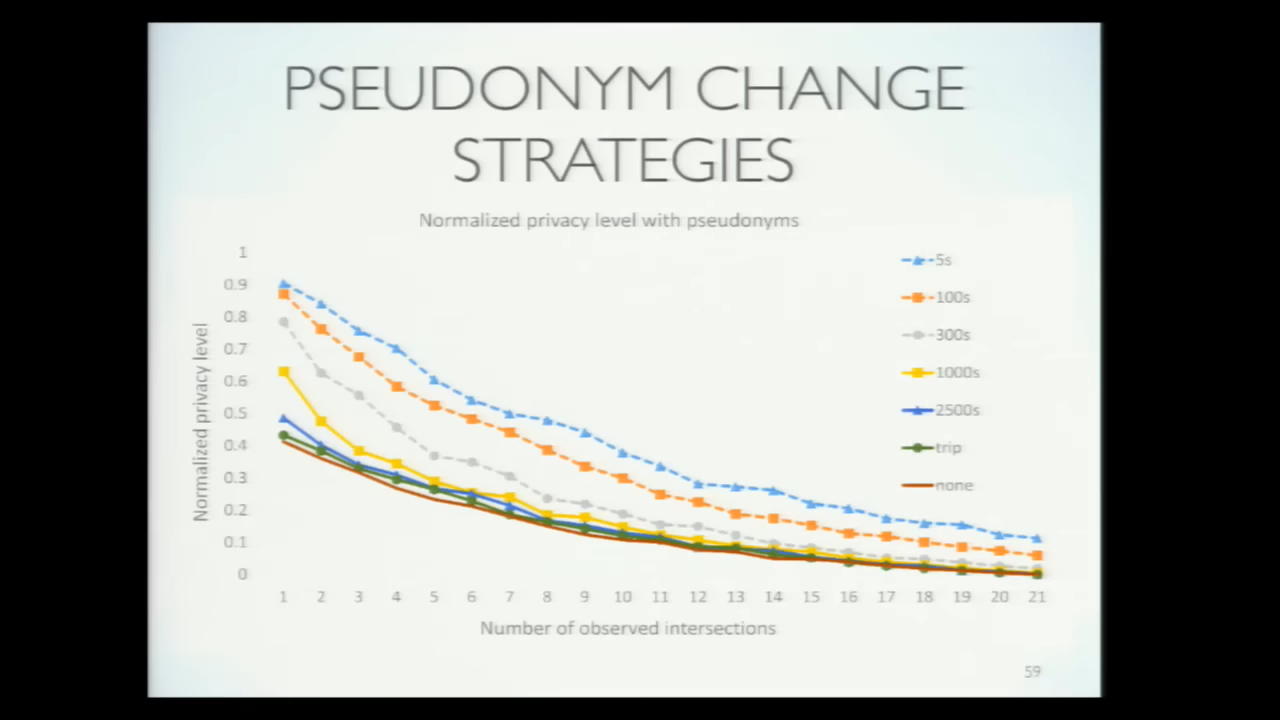 PSEUDONYM CHANGE
STRATEGIES
Normalized privacy level with pseudonyms
Normalized privacy level
1
0.9
0.8
0.7
0.6
0.5
0.4
0.3
0.2
0.1
0
1 2 3 4 5 6 7 8 9 10 11 12 13 14 15 16 17 18 19 20 21
Number of observed intersections
5s
100s
300s
1000s
2500s
trip
none
59